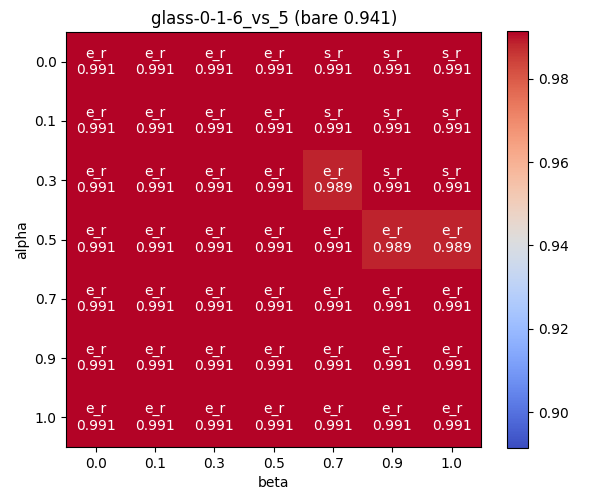 glass-0-1-6_vs_5 (bare 0.941)
0.0 e_r e_r e_r e_r s_r s_r s_r
0.991 0.991 0.991 0.991 0.991 0.991 0.991
0.1 e_r e_r e_r e_r s_r s_r s_r
0.991 0.991 0.991 0.991 0.991 0.991 0.991
0.3 e_r e_r e_r e_r e_r s_r s_r
0.991 0.991 0.991 0.991 0.989 0.991 0.991
0.5 e_r e_r e_r e_r e_r e_r e_r
0.991 0.991 0.991 0.991 0.991 0.989 0.989
0.7 e_r e_r e_r e_r e_r e_r e_r
0.991 0.991 0.991 0.991 0.991 0.991 0.991
0.9 e_r e_r e_r e_r e_r e_r e_r
0.991 0.991 0.991 0.991 0.991 0.991 0.991
1.0 e_r e_r e_r e_r e_r e_r e_r
0.991 0.991 0.991 0.991 0.991 0.991 0.991
alpha
0.0 0.1 0.3 0.5 0.7 0.9 1.0
beta
0.98
0.96
0.94
0.92
0.90